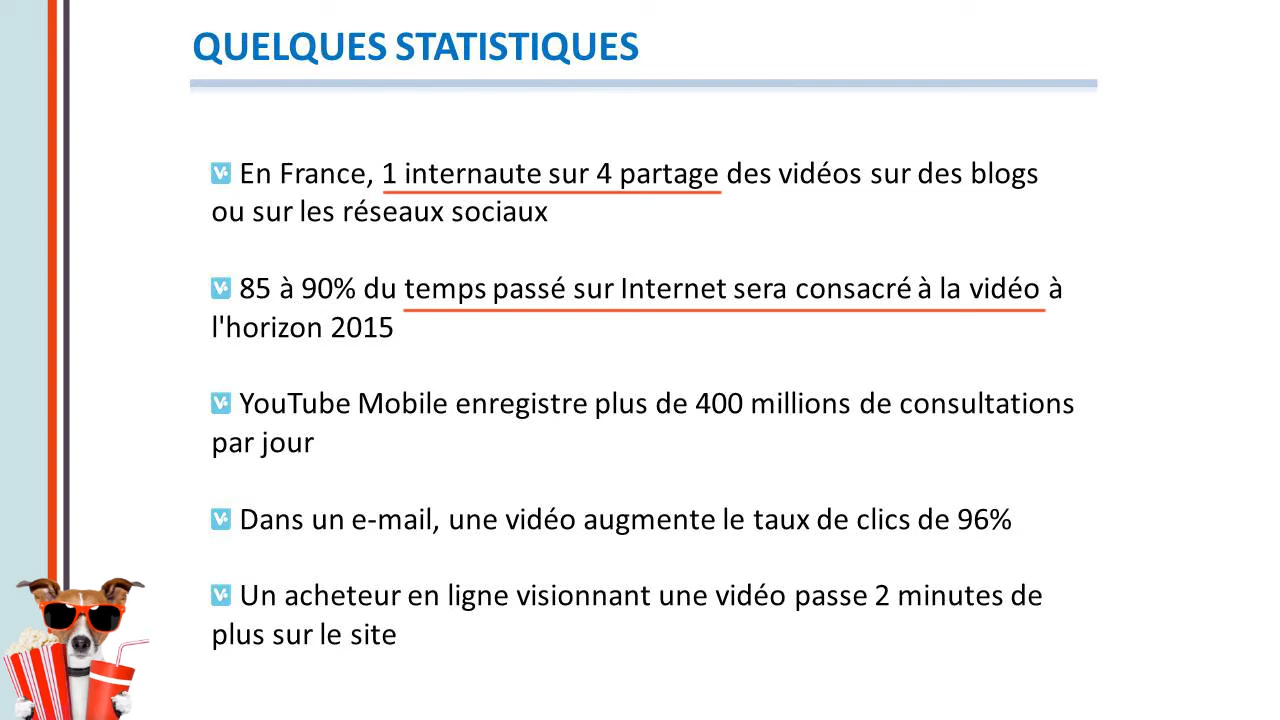 QUELQUES STATISTIQUES
En France, 1 internaute sur 4 partage des vidéos sur des blogs
ou sur les réseaux sociaux
85 à 90% du temps passé sur Internet sera consacré à la vidéo à
l'horizon 2015
YouTube Mobile enregistre plus de 400 millions de consultations
par jour
Dans un e-mail, une vidéo augmente le taux de clics de 96%
Un acheteur en ligne visionnant une vidéo passe 2 minutes de
plus sur le site